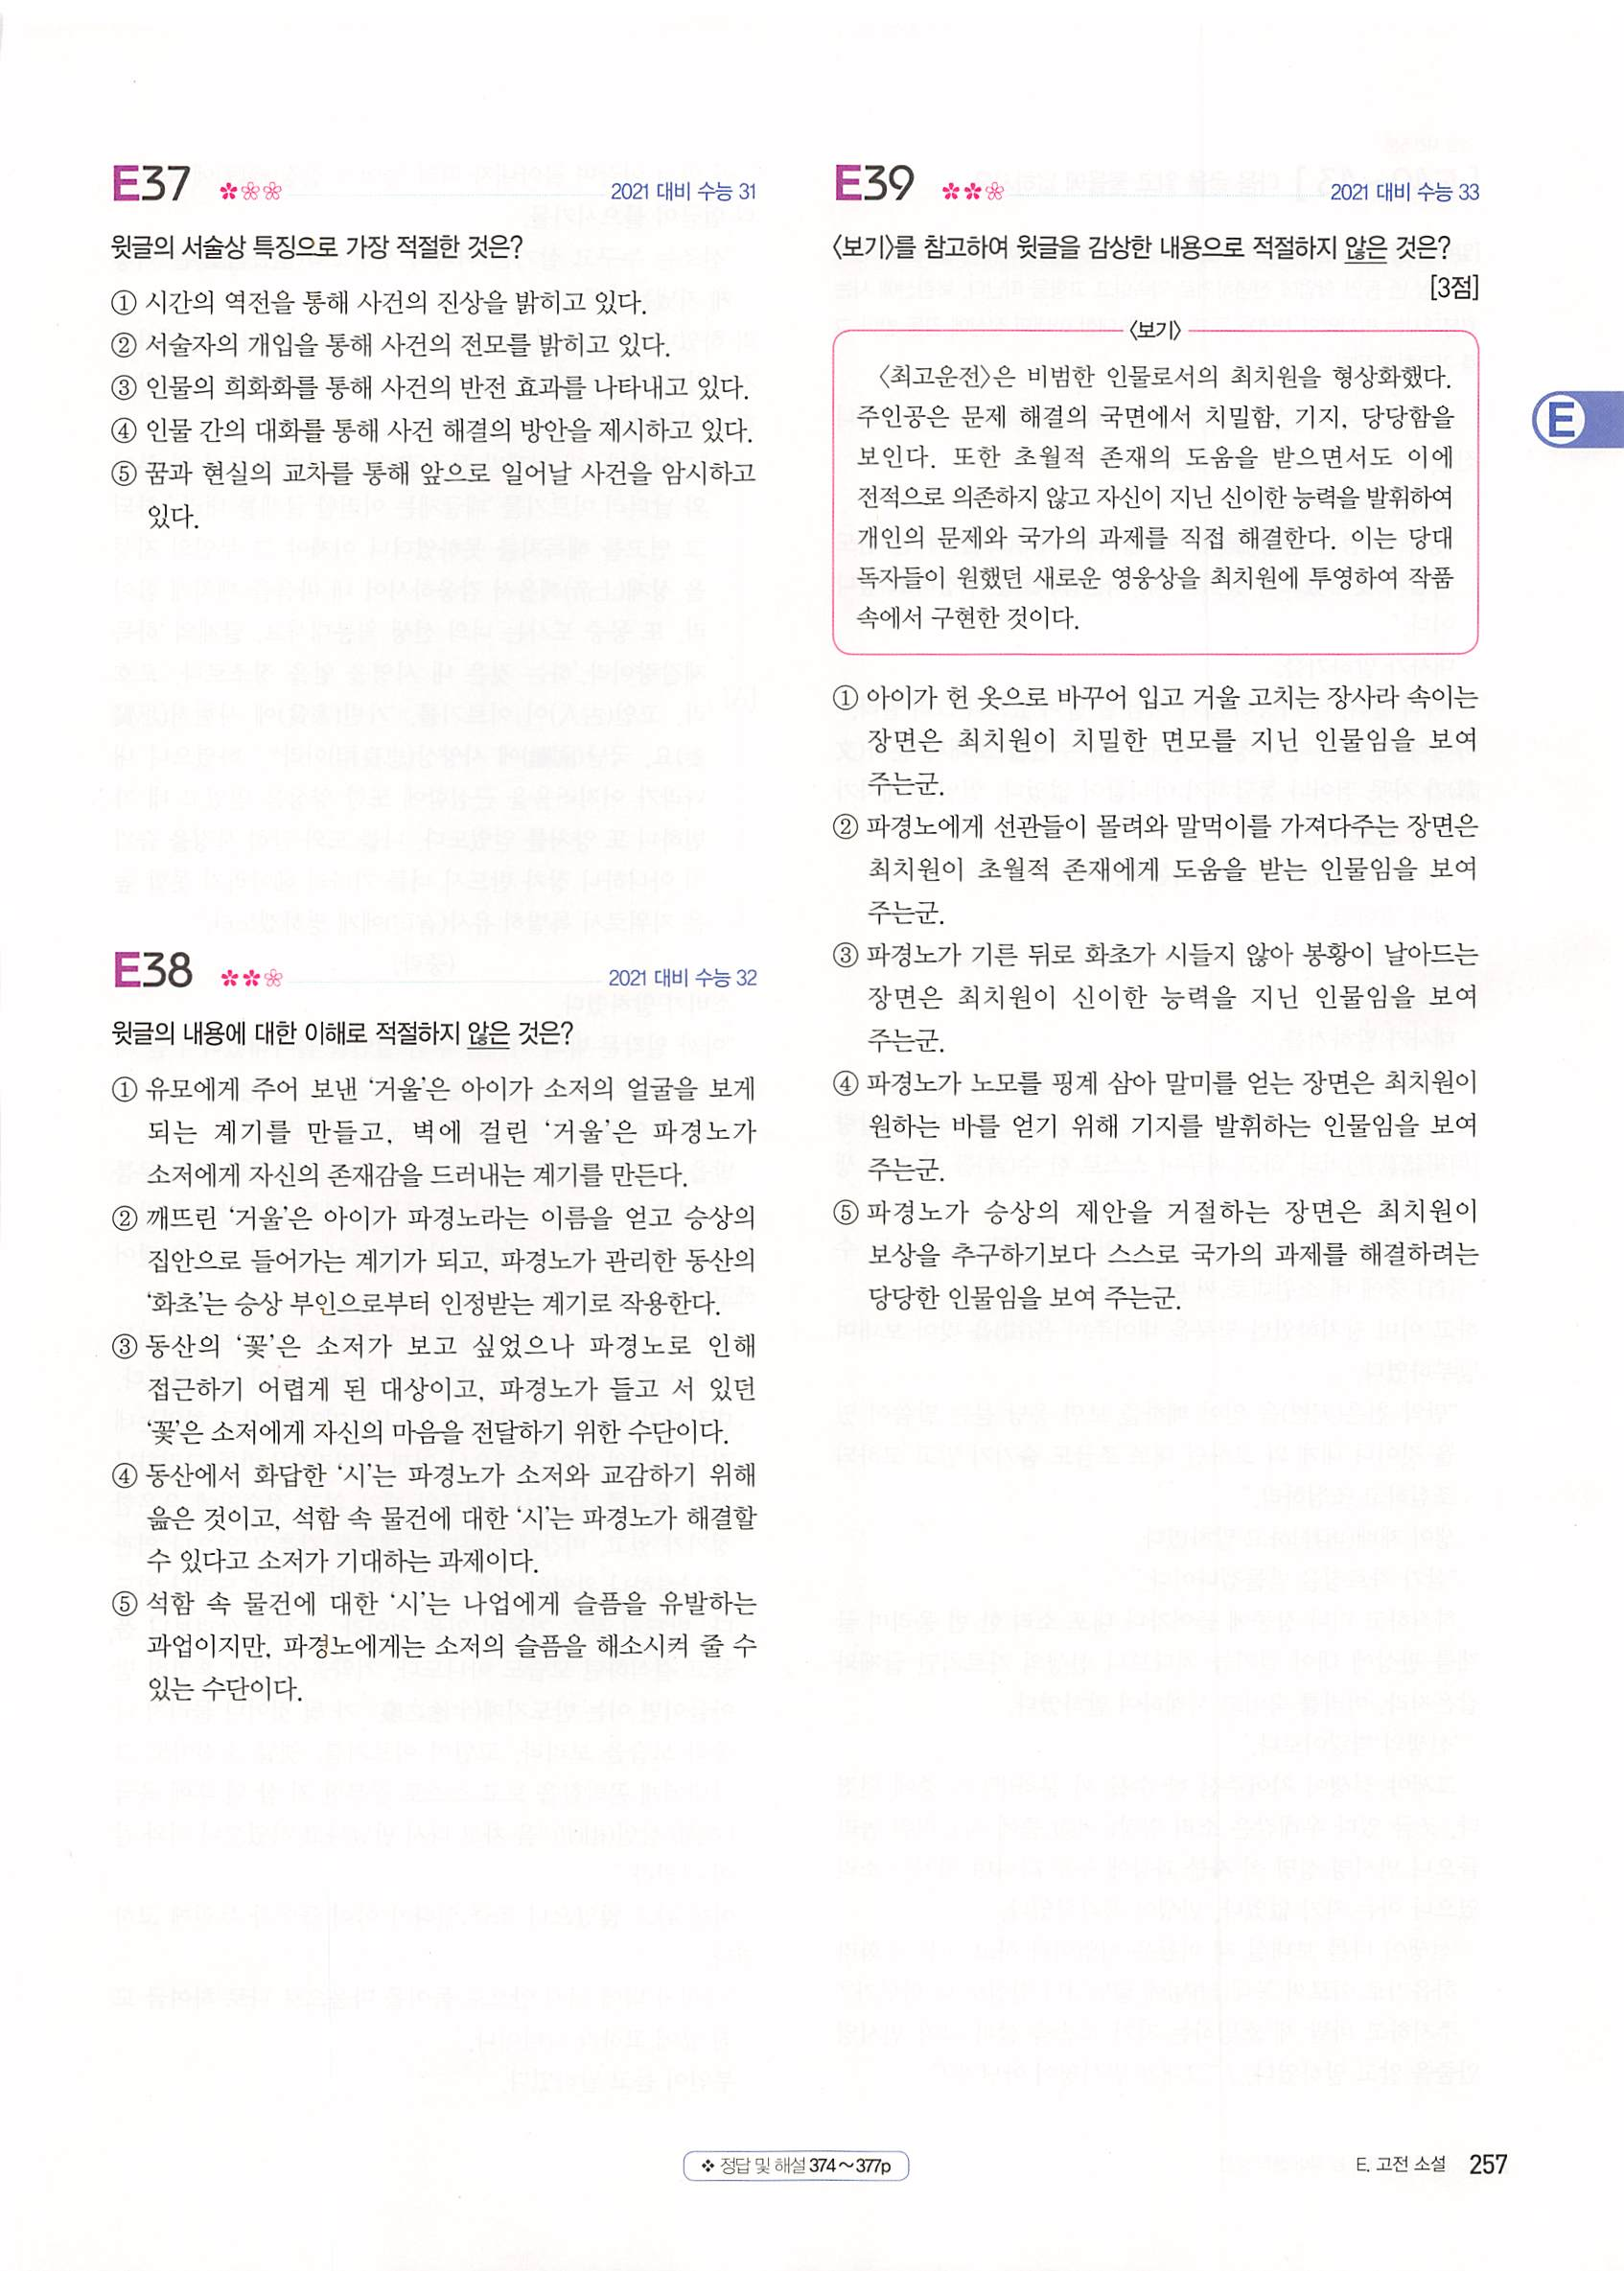 E37 2021 대비 수능 31
윗글의 서술상 특징으로 가장 적절한 것은?
① 시간의 역전을 통해 사건의 진상을 밝히고 있다.
② 서술자의 개입을 통해 사건의 전모를 밝히고 있다.
③ 인물의 희화화를 통해 사건의 반전 효과를 나타내고 있다.
④ 인물 간의 대화를 통해 사건 해결의 방안을 제시하고 있다.
⑤ 꿈과 현실의 교차를 통해 앞으로 일어날 사건을 암시하고
있다.
E38 2021 대비 수능 32
윗글의 내용에 대한 이해로 적절하지 않은 것은?
① 유모에게 주어 보낸 ‘거울’은 아이가 소저의 얼굴을 보게
되는 계기를 만들고, 벽에 걸린 ‘거울’은 파경노가
소저에게 자신의 존재감을 드러내는 계기를 만든다.
② 깨뜨린 ‘거울’은 아이가 파경노라는 이름을 얻고 승상의
집안으로 들어가는 계기가 되고, 파경노가 관리한 동산의
‘화초’는 승상 부인으로부터 인정받는 계기로 작용한다.
③ 동산의 ‘꽃’은 소저가 보고 싶었으나 파경노로 인해
접근하기 어렵게 된 대상이고, 파경노가 들고 서 있던
‘꽃’은 소저에게 자신의 마음을 전달하기 위한 수단이다.
④ 동산에서 화답한 ‘시’는 파경노가 소저와 교감하기 위해
읊은 것이고, 석함 속 물건에 대한 ‘시’는 파경노가 해결할
수 있다고 소저가 기대하는 과제이다.
⑤ 석함 속 물건에 대한 ‘시’는 나업에게 슬픔을 유발하는
과업이지만, 파경노에게는 소저의 슬픔을 해소시켜 줄 수
있는 수단이다.
E39 2021 대비 수능 33
〈보기〉를 참고하여 윗글을 감상한 내용으로 적절하지 않은 것은?
[3점]
〈보기〉
〈최고운전〉은 비범한 인물로서의 최치원을 형상화했다.
주인공은 문제 해결의 국면에서 치밀함, 기지, 당당함을
보인다. 또한 초월적 존재의 도움을 받으면서도 이에
전적으로 의존하지 않고 자신이 지닌 신이한 능력을 발휘하여
개인의 문제와 국가의 과제를 직접 해결한다. 이는 당대
독자들이 원했던 새로운 영웅상을 최치원에 투영하여 작품
속에서 구현한 것이다.
① 아이가 헌 옷으로 바꾸어 입고 거울 고치는 장사라 속이는
장면은 최치원이 치밀한 면모를 지닌 인물임을 보여
주는군.
② 파경노에게 선관들이 몰려와 말먹이를 가져다주는 장면은
최치원이 초월적 존재에게 도움을 받는 인물임을 보여
주는군.
③ 파경노가 기른 뒤로 화초가 시들지 않아 봉황이 날아드는
장면은 최치원이 신이한 능력을 지닌 인물임을 보여
주는군.
④ 파경노가 노모를 핑계 삼아 말미를 얻는 장면은 최치원이
원하는 바를 얻기 위해 기지를 발휘하는 인물임을 보여
주는군.
⑤ 파경노가 승상의 제안을 거절하는 장면은 최치원이
보상을 추구하기보다 스스로 국가의 과제를 해결하려는
당당한 인물임을 보여 주는군.
E
❖ 정답 및 해설 374~377p
E. 고전 소설 257